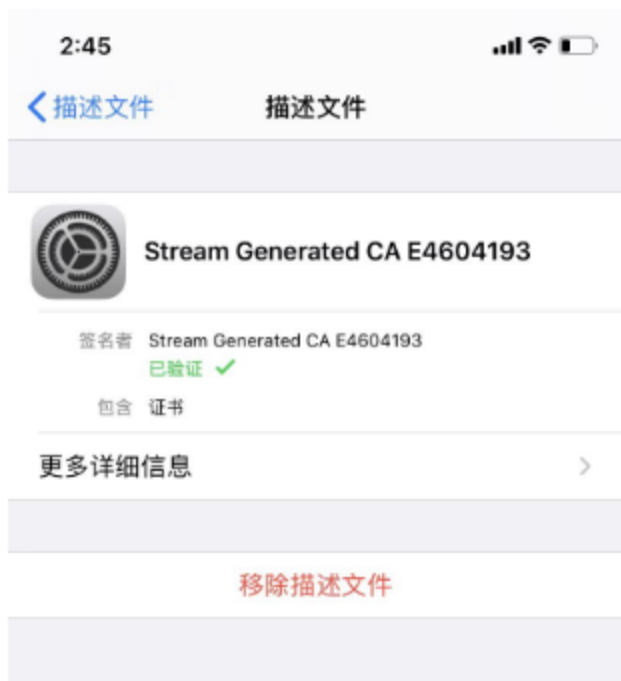 2:45
描述文件 描述文件
Stream Generated CA E4604193
签名者 Stream Generated CA E4604193
已验证
包含 证书
更多详细信息
移除描述文件